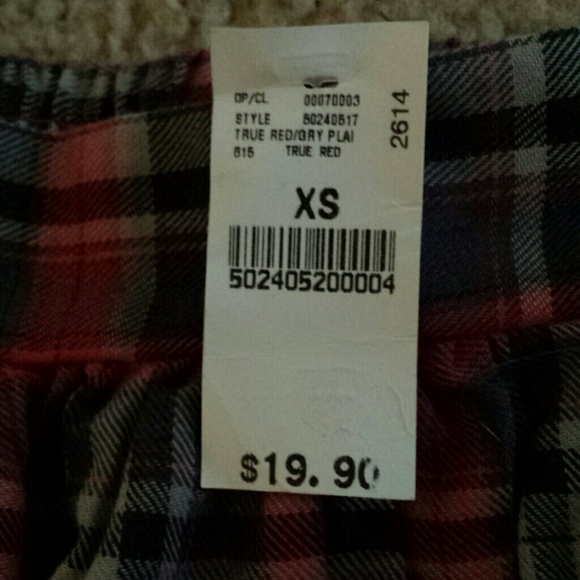 DP/CL 00070003
STYLE 50240517
TRUE RED/GRY PLAI
615 TRUE RED
2614
XS
502405200004
$19.90